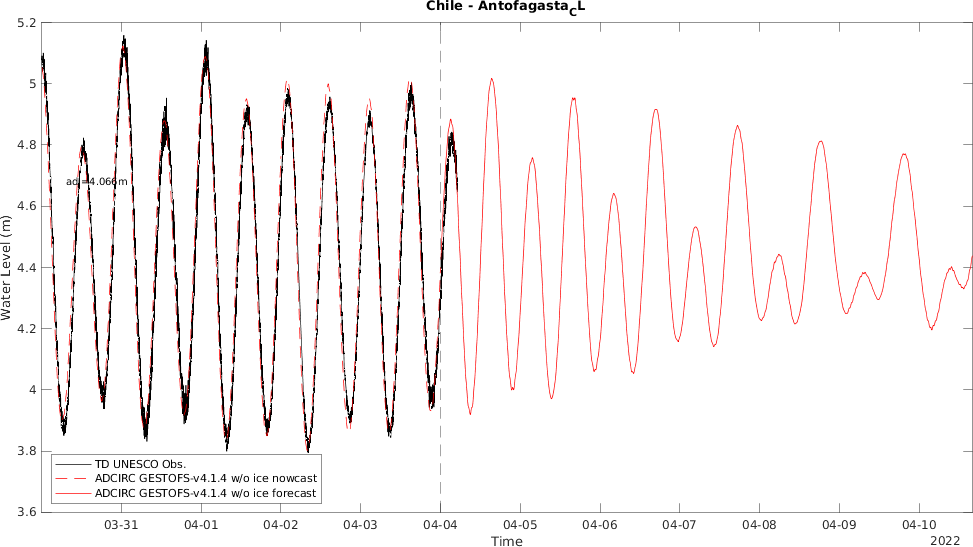 Chile - Antofagasta_CL
5.2
5
4.8
4.6
4.4
4.2
4
3.8
3.6
Water Level (m)
adj=4.066m
TD UNESCO Obs.
ADCIRC GESTOFS-v4.1.4 w/o ice nowcast
ADCIRC GESTOFS-v4.1.4 w/o ice forecast
03-31 04-01 04-02 04-03 04-04 04-05 04-06 04-07 04-08 04-09 04-10
Time
2022